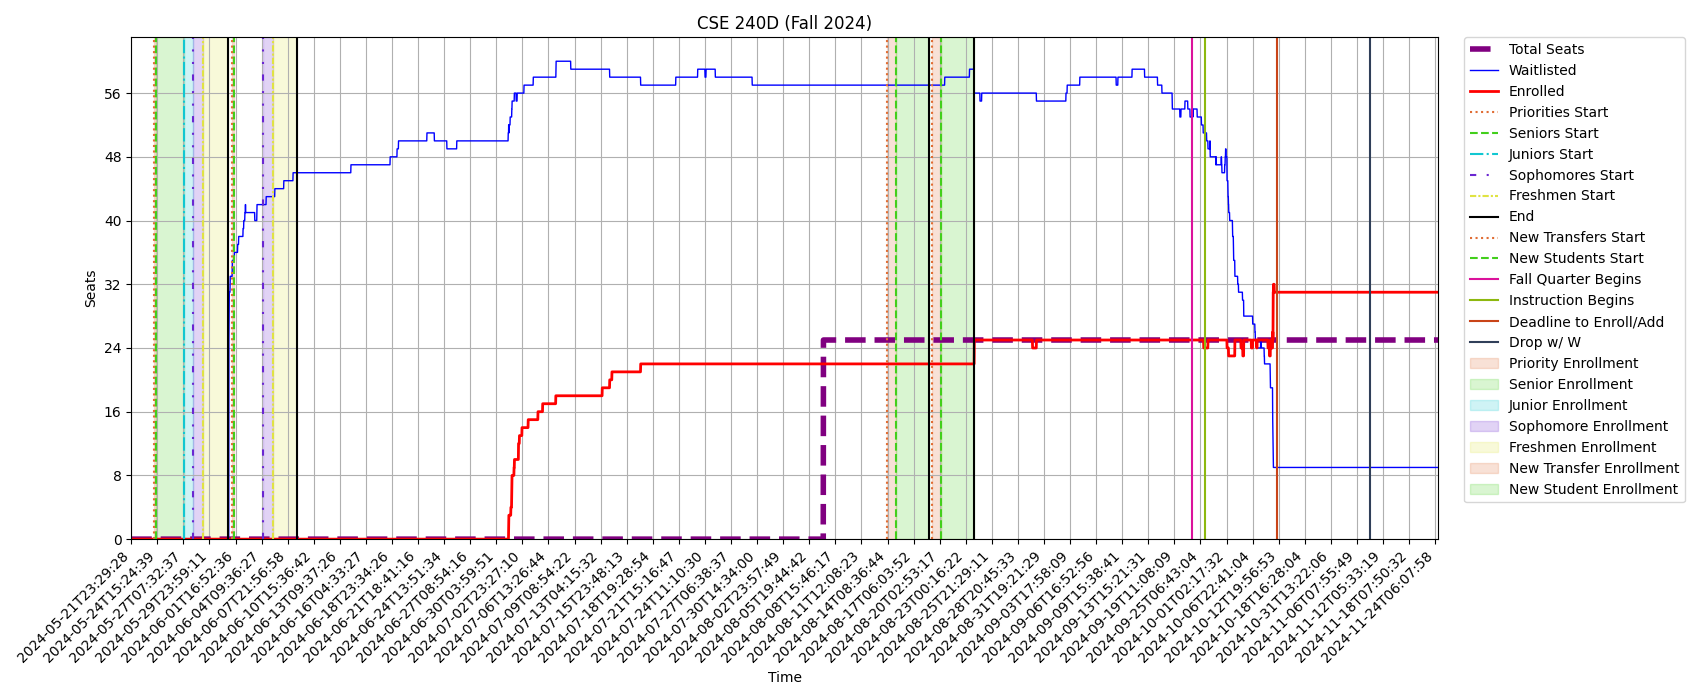 CSE 240D (Fall 2024)
Seats
56
48
40
32
24
16
8
0
2024-05-21T23:29:28
2024-05-24T15:24:39
2024-05-27T07:32:37
2024-05-29T23:59:11
2024-06-01T16:52:36
2024-06-04T09:36:27
2024-06-07T21:56:58
2024-06-10T15:36:42
2024-06-13T09:37:26
2024-06-16T04:33:27
2024-06-18T23:34:26
2024-06-21T18:41:16
2024-06-24T13:51:34
2024-06-27T08:54:16
2024-06-30T03:59:51
2024-07-02T23:27:10
2024-07-06T13:26:44
2024-07-09T08:54:22
2024-07-13T04:15:32
2024-07-15T23:48:13
2024-07-18T19:28:54
2024-07-21T15:16:47
2024-07-24T11:10:30
2024-07-27T06:38:37
2024-07-30T14:34:00
2024-08-02T23:57:49
2024-08-05T19:44:42
2024-08-08T15:46:17
2024-08-11T12:08:23
2024-08-14T08:36:44
2024-08-17T06:03:52
2024-08-20T02:53:17
2024-08-23T00:16:22
2024-08-25T21:29:11
2024-08-28T20:45:33
2024-08-31T19:21:29
2024-09-03T17:58:09
2024-09-06T16:52:56
2024-09-09T15:38:41
2024-09-13T15:21:31
2024-09-19T11:08:09
2024-09-25T06:43:04
2024-10-01T02:17:32
2024-10-06T22:41:04
2024-10-12T19:56:53
2024-10-18T16:28:04
2024-10-31T13:22:06
2024-11-06T07:55:49
2024-11-12T05:33:19
2024-11-18T07:50:32
2024-11-24T06:07:58
Time
Total Seats
Waitlisted
Enrolled
Priorities Start
Seniors Start
Juniors Start
Sophomores Start
Freshmen Start
End
New Transfers Start
New Students Start
Fall Quarter Begins
Instruction Begins
Deadline to Enroll/Add
Drop w/ W
Priority Enrollment
Senior Enrollment
Junior Enrollment
Sophomore Enrollment
Freshmen Enrollment
New Transfer Enrollment
New Student Enrollment